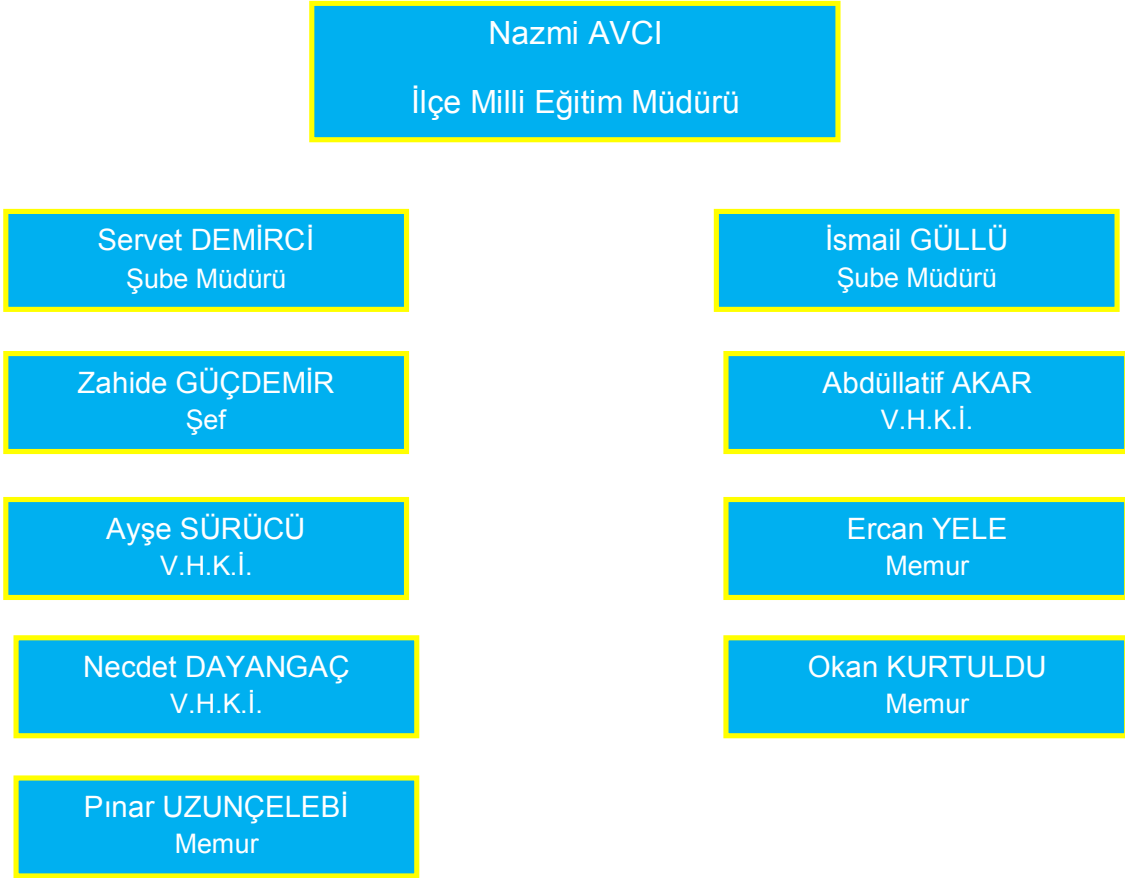 Nazmi AVCI
İlçe Milli Eğitim Müdürü
Servet DEMİRCİ
Şube Müdürü
İsmail GÜLLÜ
Şube Müdürü
Zahide GÜÇDEMİR
Şef
Abdüllatif AKAR
V.H.K.İ.
Ayşe SÜRÜCÜ
V.H.K.İ.
Ercan YELE
Memur
Necdet DAYANGAÇ
V.H.K.İ.
Okan KURTULDU
Memur
Pınar UZUNÇELEBİ
Memur